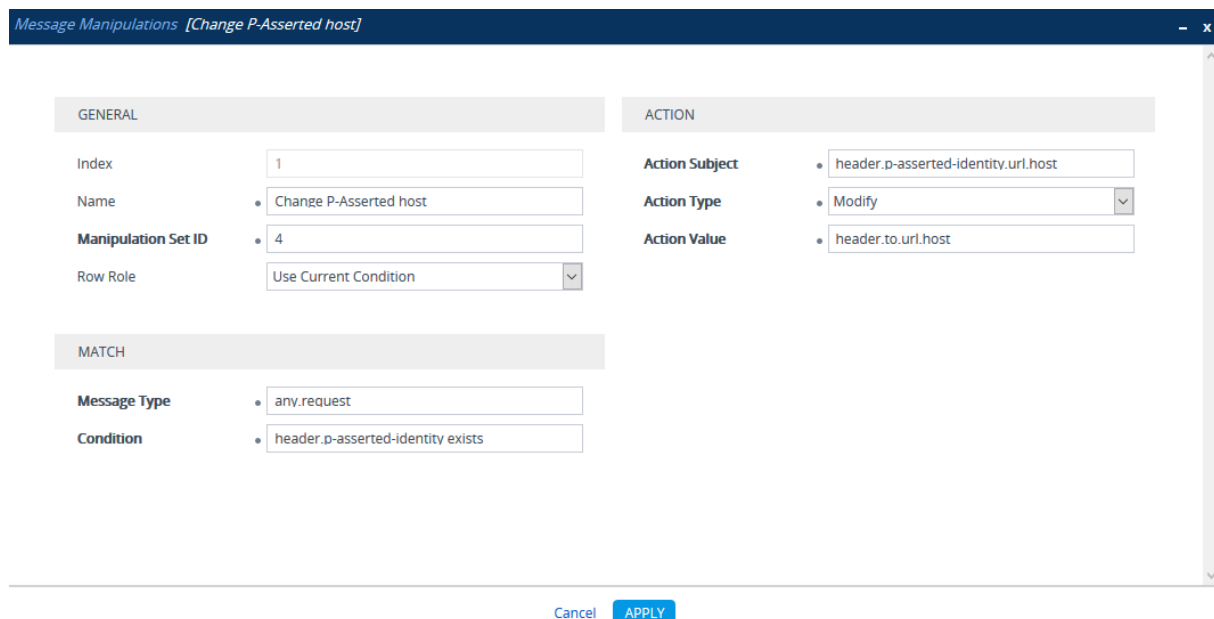 Message Manipulations [Change P-Asserted host]
– x
GENERAL
Index 1
Name Change P-Asserted host
Manipulation Set ID 4
Row Role Use Current Condition
MATCH
Message Type any.request
Condition header.p-asserted-identity exists
ACTION
Action Subject header.p-asserted-identity.url.host
Action Type Modify
Action Value header.to.url.host
Cancel APPLY